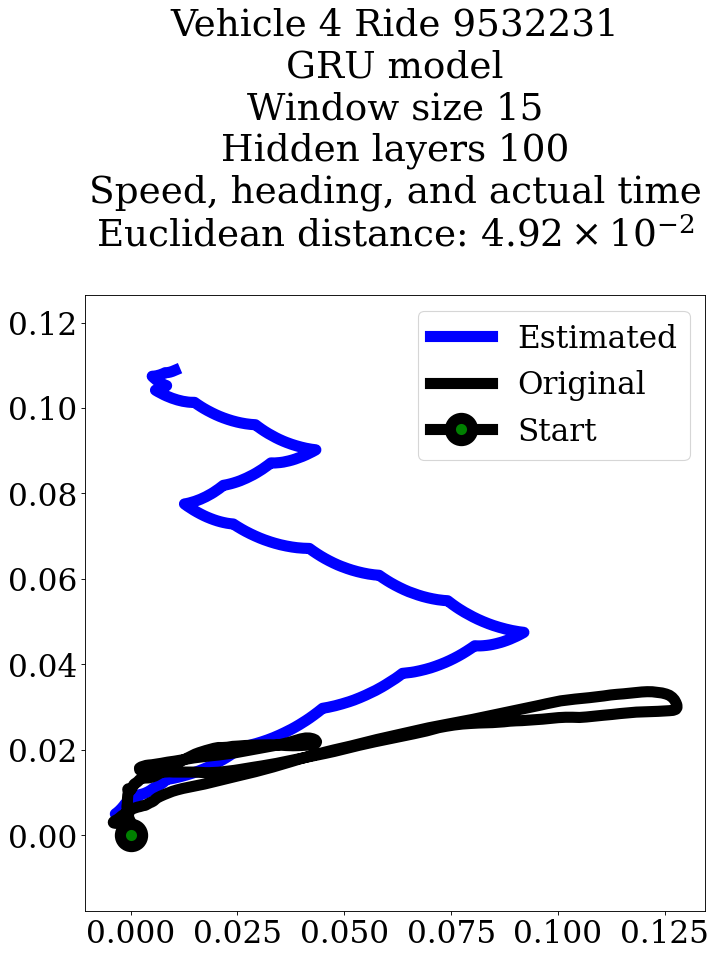 Vehicle 4 Ride 9532231
GRU model
Window size 15
Hidden layers 100
Speed, heading, and actual time
Euclidean distance: 4.92 × 10⁻²
Estimated
Original
Start
0.12
0.10
0.08
0.06
0.04
0.02
0.00
0.000 0.025 0.050 0.075 0.100 0.125